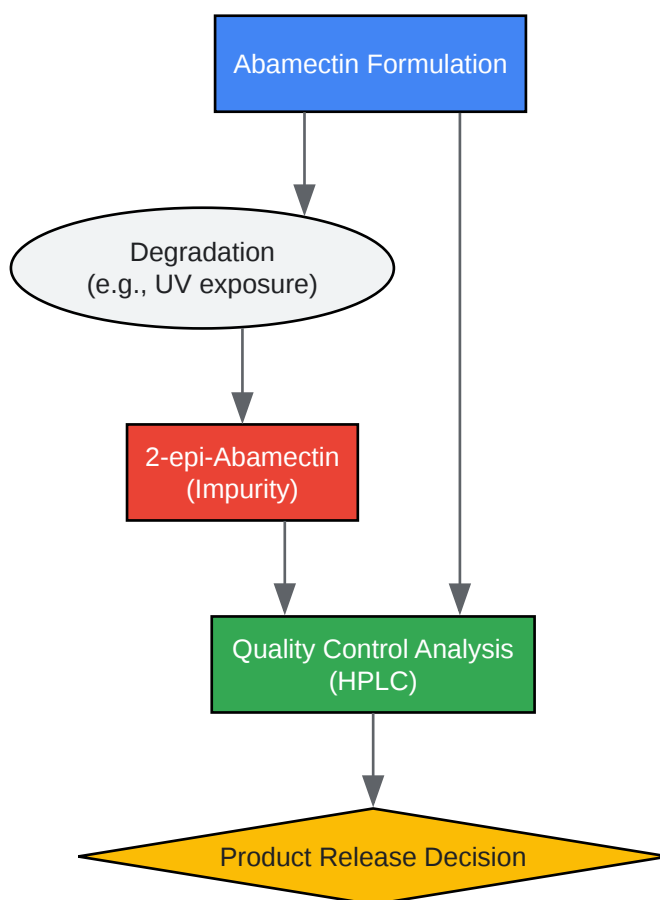 Abamectin Formulation
Degradation
(e.g., UV exposure)
2-epi-Abamectin
(Impurity)
Quality Control Analysis
(HPLC)
Product Release Decision